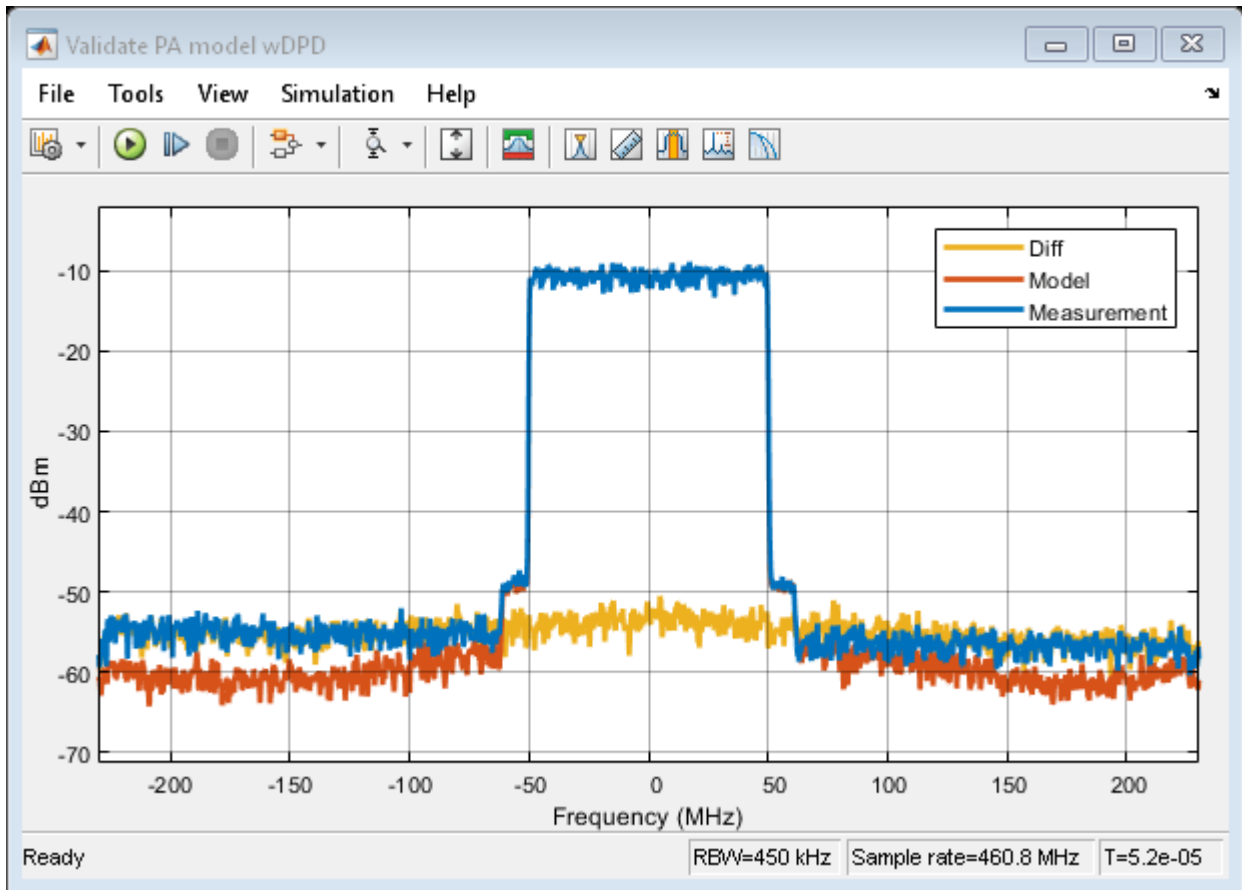 Validate PA model wDPD
File Tools View Simulation Help
Diff
Model
Measurement
-10
-20
-30
-40
-50
-60
-70
dBm
-200 -150 -100 -50 0 50 100 150 200
Frequency (MHz)
Ready RBW=450 kHz Sample rate=460.8 MHz T=5.2e-05